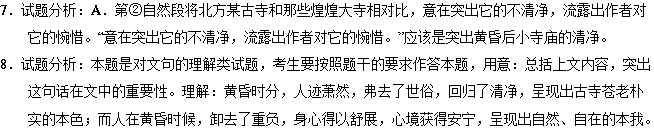 7．试题分析：A．第②自然段将北方某古寺和那些煌煌大寺相对比，意在突出它的不清净，流露出作者对
它的惋惜。“意在突出它的不清净，流露出作者对它的惋惜。”应该是突出黄昏后小寺庙的清净。
8．试题分析：本题是对文句的理解类试题，考生要按照题干的要求作答本题，用意：总括上文内容，突出
这句话在文中的重要性。理解：黄昏时分，人迹萧然，弗去了世俗，回归了清净，呈现出古寺苍老朴
实的本色；而人在黄昏时候，卸去了重负，身心得以舒展，心境获得安宁，呈现出自然、自在的本我。